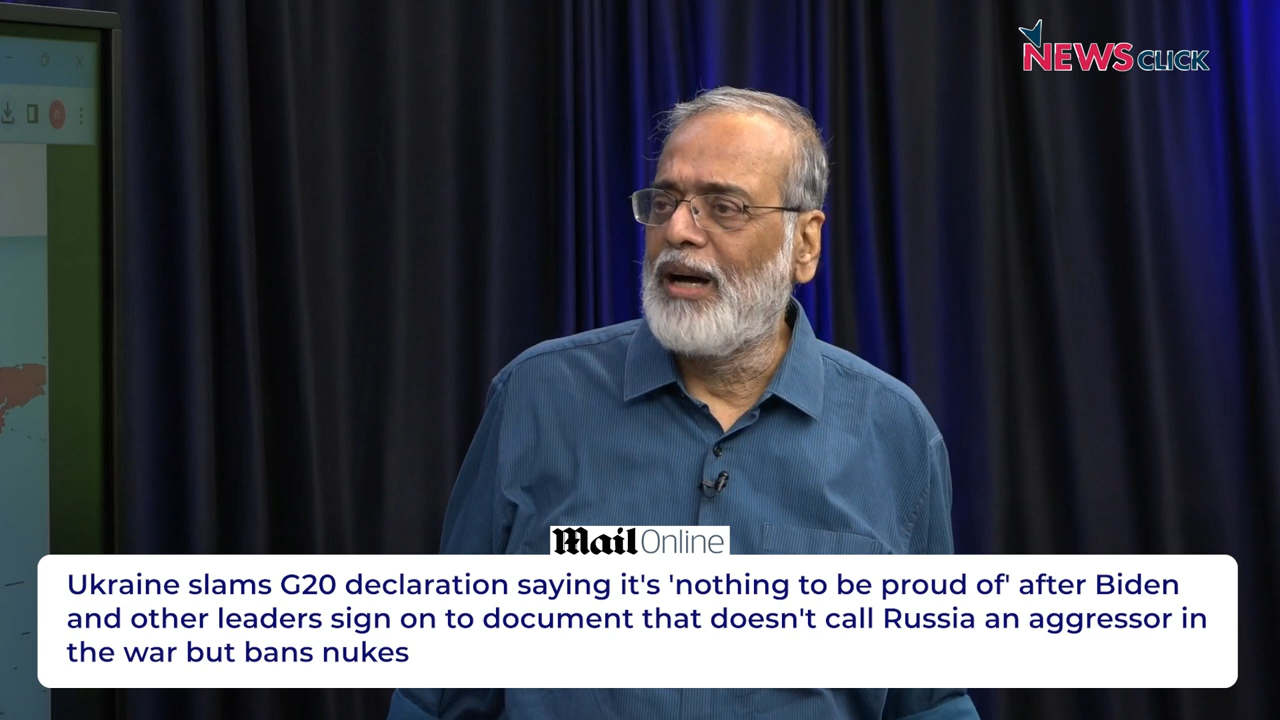 NEWSCLICK
Mail Online
Ukraine slams G20 declaration saying it's 'nothing to be proud of' after Biden
and other leaders sign on to document that doesn't call Russia an aggressor in
the war but bans nukes